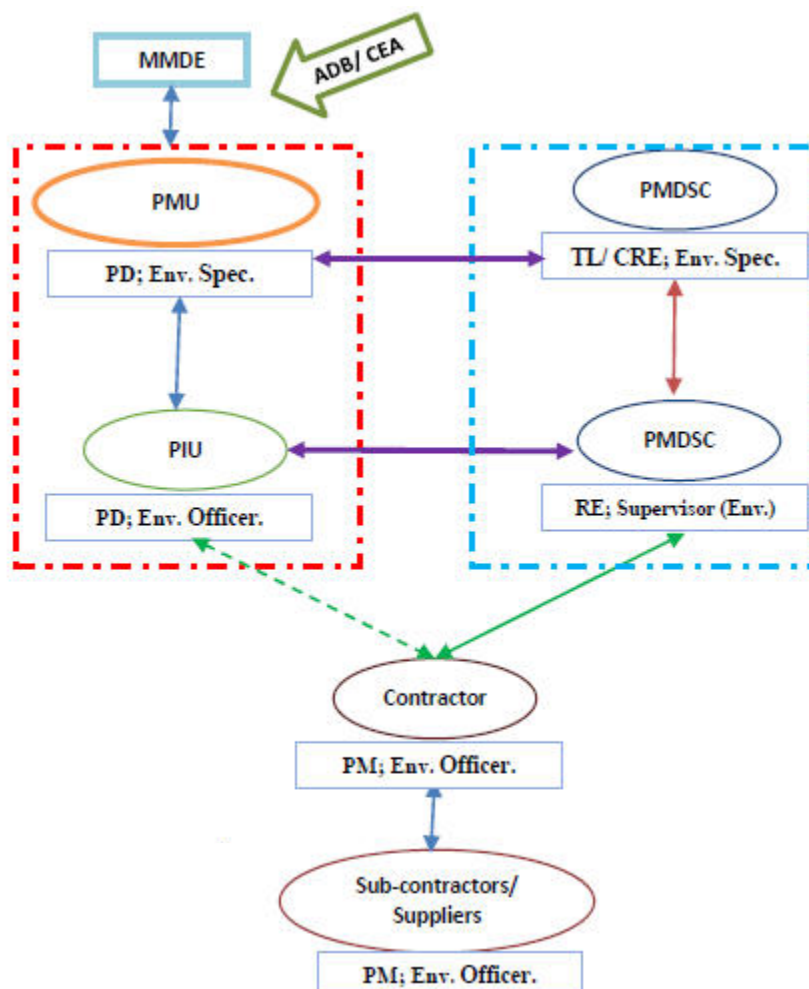 MMDE
ADB/ CEA
PMU
PMDSC
PD; Env. Spec.
TL/ CRE; Env. Spec.
PIU
PMDSC
PD; Env. Officer.
RE; Supervisor (Env.)
Contractor
PM; Env. Officer.
Sub-contractors/
Suppliers
PM; Env. Officer.